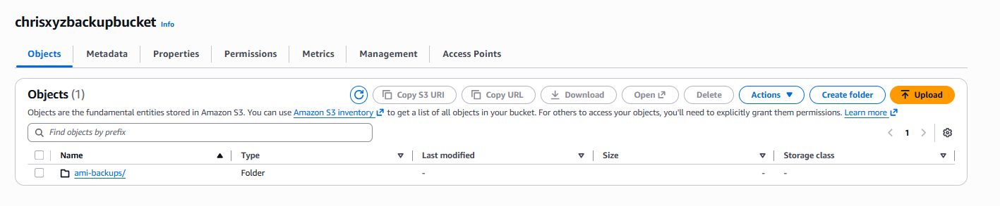 chrisxyzbackupbucket Info
Objects Metadata Properties Permissions Metrics Management Access Points
Objects (1) Copy S3 URI Copy URL Download Open Delete Actions Create folder Upload
Objects are the fundamental entities stored in Amazon S3. You can use Amazon S3 inventory to get a list of all objects in your bucket. For others to access your objects, you'll need to explicitly grant them permissions. Learn more
Find objects by prefix 1
Name Type Last modified Size Storage class
ami-backups/ Folder - - -